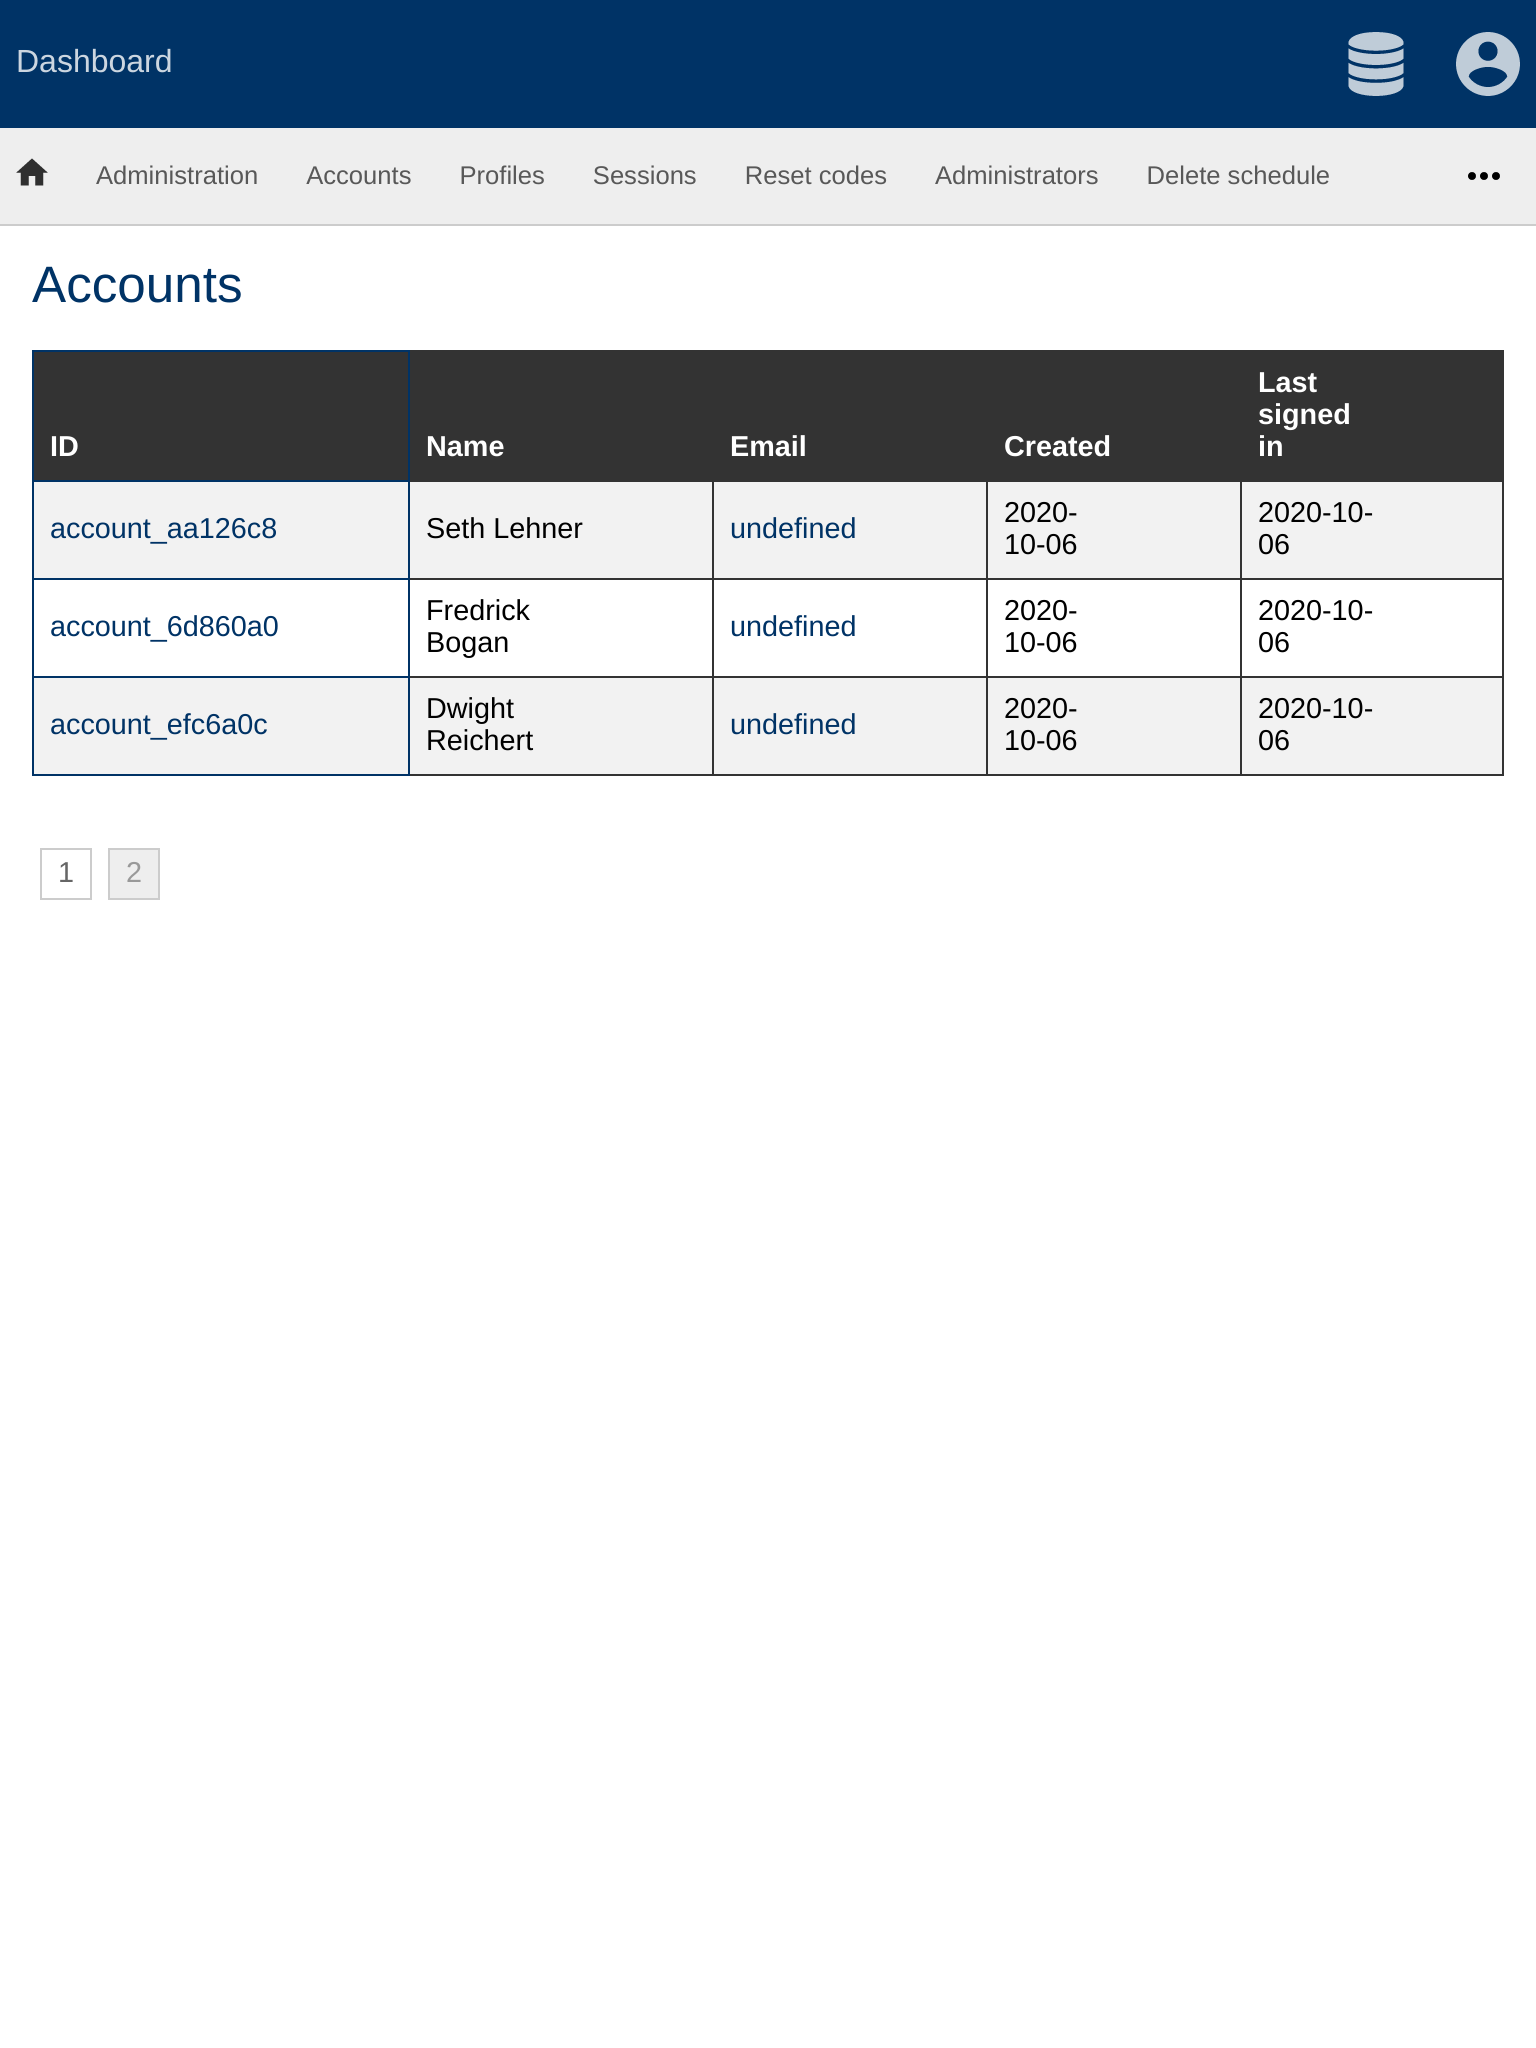 Dashboard
Administration Accounts Profiles Sessions Reset codes Administrators Delete schedule
Accounts
ID Name Email Created Last signed in
account_aa126c8 Seth Lehner undefined 2020-10-06 2020-10-06
account_6d860a0 Fredrick Bogan undefined 2020-10-06 2020-10-06
account_efc6a0c Dwight Reichert undefined 2020-10-06 2020-10-06
1 2